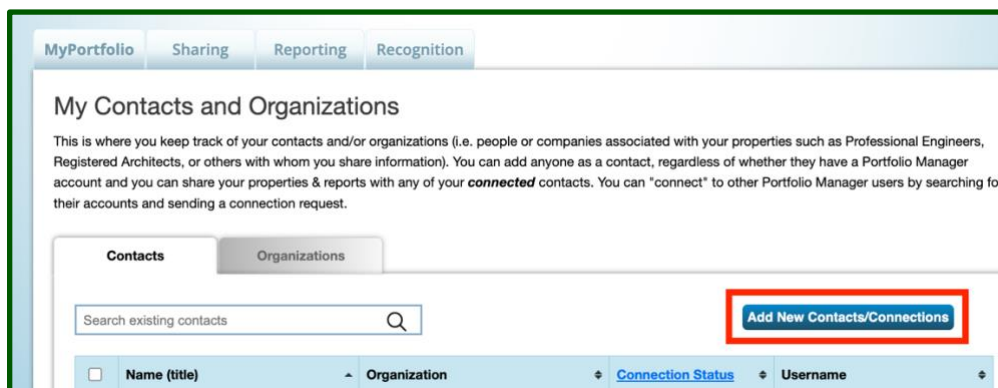 MyPortfolio Sharing Reporting Recognition
My Contacts and Organizations
This is where you keep track of your contacts and/or organizations (i.e. people or companies associated with your properties such as Professional Engineers,
Registered Architects, or others with whom you share information). You can add anyone as a contact, regardless of whether they have a Portfolio Manager
account and you can share your properties & reports with any of your connected contacts. You can "connect" to other Portfolio Manager users by searching fo
their accounts and sending a connection request.
Contacts Organizations
Search existing contacts
Add New Contacts/Connections
Name (title) Organization Connection Status Username